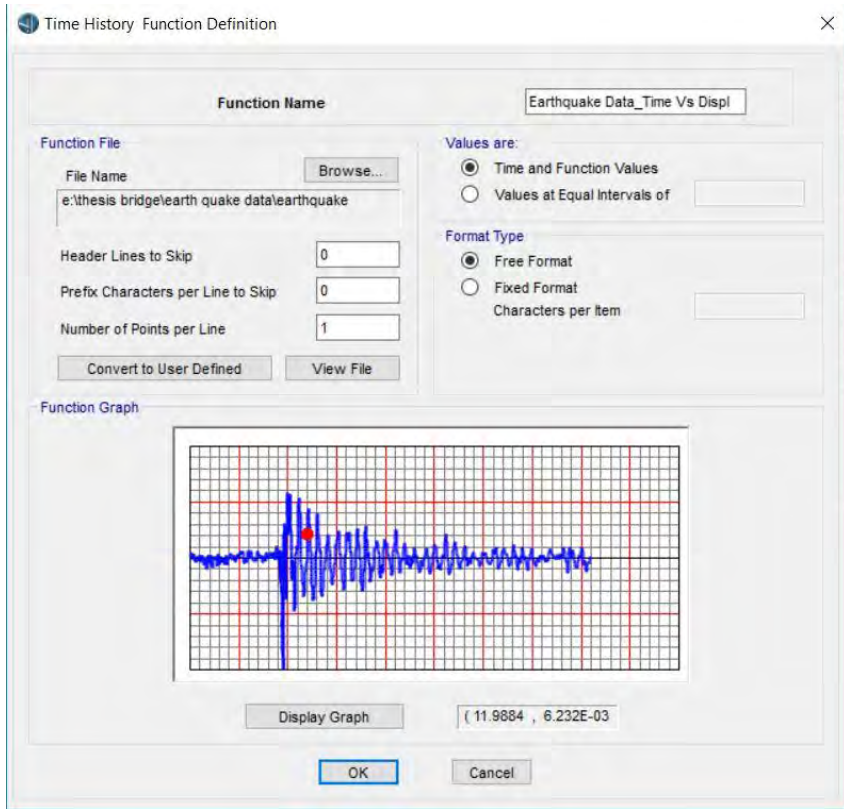 Time History Function Definition
Function Name
Earthquake Data_Time Vs Displ
Function File
File Name
Browse...
e:\thesis bridge\earth quake data\earthquake
Header Lines to Skip
0
Prefix Characters per Line to Skip
0
Number of Points per Line
1
Convert to User Defined
View File
Values are:
Time and Function Values
Values at Equal Intervals of
Format Type
Free Format
Fixed Format
Characters per Item
Function Graph
Display Graph
( 11.9884 , 6.232E-03
OK
Cancel